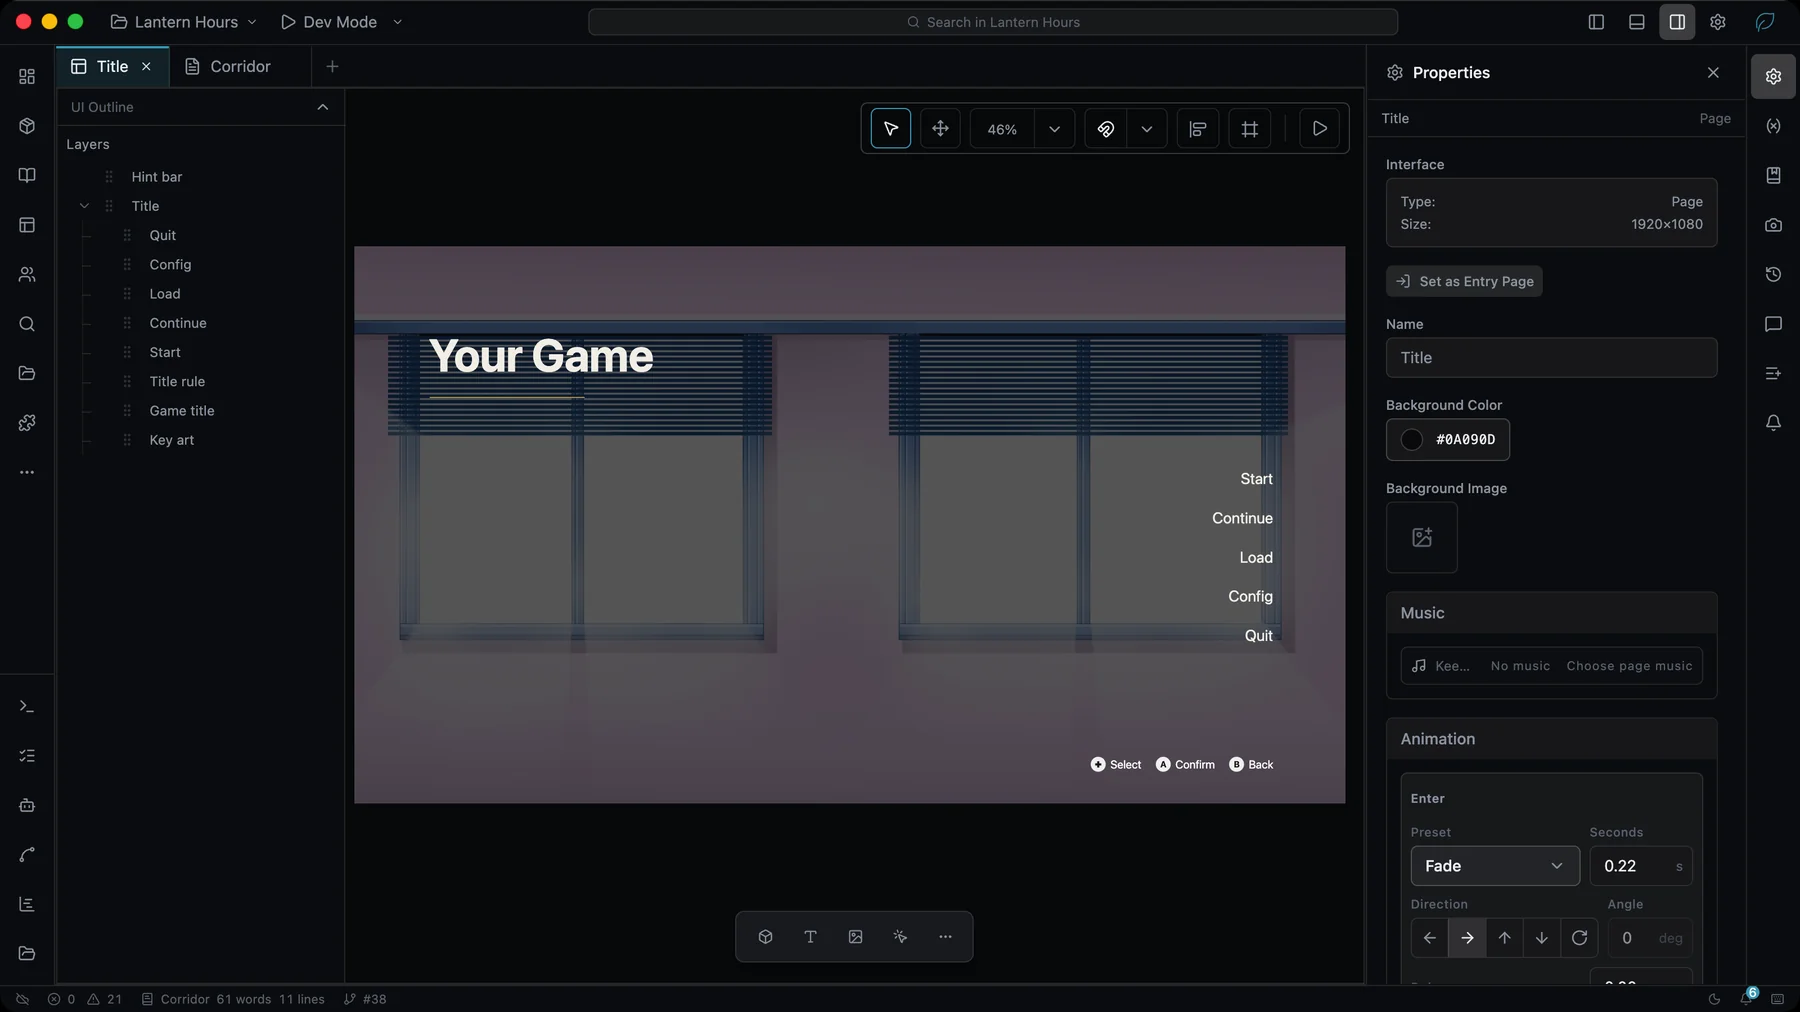 Lantern Hours
Dev Mode
Search in Lantern Hours
Title
Corridor
UI Outline
Layers
Hint bar
Title
Quit
Config
Load
Continue
Start
Title rule
Game title
Key art
46%
Your Game
Start
Continue
Load
Config
Quit
Select
A Confirm
B Back
Properties
Title Page
Interface
Type: Page
Size: 1920×1080
Set as Entry Page
Name
Title
Background Color
#0A090D
Background Image
Music
Kee... No music Choose page music
Animation
Enter
Preset Seconds
Fade 0.22 s
Direction Angle
0 deg
0 21 Corridor 61 words 11 lines #38
6